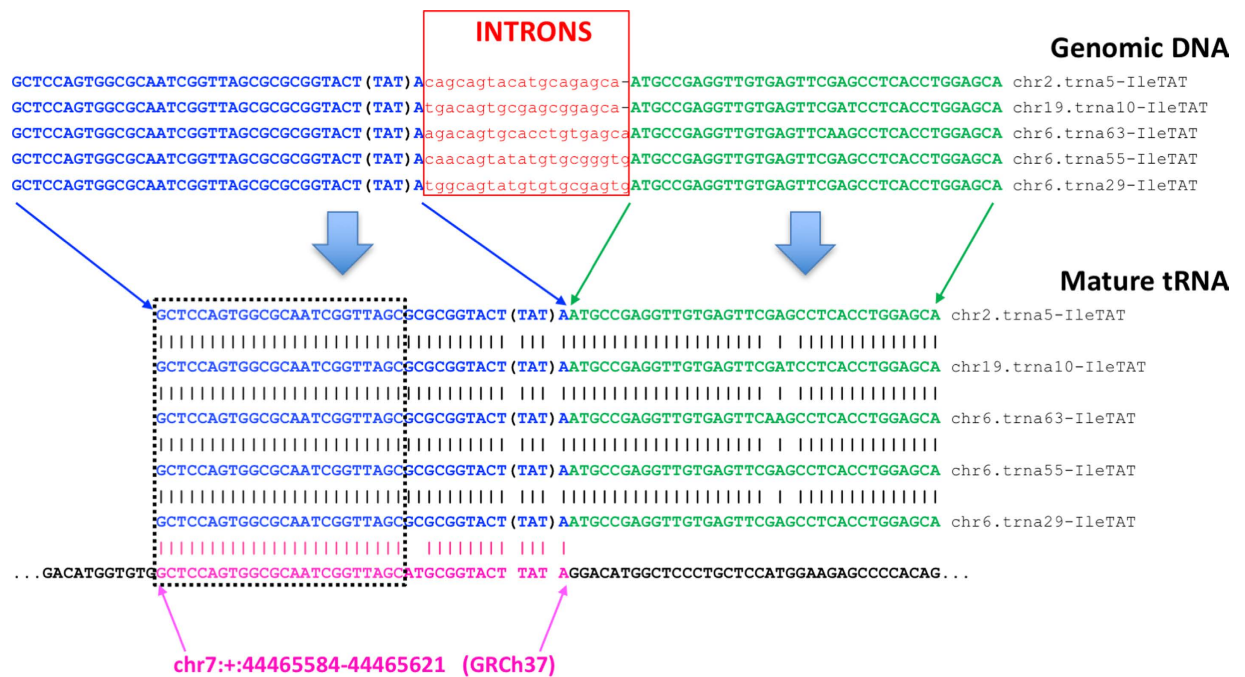 INTRONS
Genomic DNA
GCTCCAGTGGCGCAATCGGTTAGCGCGCGGTACT(TAT)Acagcagtacatgcagagca-ATGCCGAGGTTGTGAGTTCGAGCCTCACCTGGAGCA chr2.trna5-IleTAT
GCTCCAGTGGCGCAATCGGTTAGCGCGCGGTACT(TAT)Atgacagtgcgagcggagca-ATGCCGAGGTTGTGAGTTCGATCCTCACCTGGAGCA chr19.trna10-IleTAT
GCTCCAGTGGCGCAATCGGTTAGCGCGCGGTACT(TAT)AagacagtgcacctgtgagcaATGCCGAGGTTGTGAGTTCAAGCCTCACCTGGAGCA chr6.trna63-IleTAT
GCTCCAGTGGCGCAATCGGTTAGCGCGCGGTACT(TAT)AcaacagtatatgtgcgggtgATGCCGAGGTTGTGAGTTCGAGCCTCACCTGGAGCA chr6.trna55-IleTAT
GCTCCAGTGGCGCAATCGGTTAGCGCGCGGTACT(TAT)AtggcagtatgtgtgcgagtgATGCCGAGGTTGTGAGTTCGAGCCTCACCTGGAGCA chr6.trna29-IleTAT
Mature tRNA
GCTCCAGTGGCGCAATCGGTTAGCGCGCGGTACT(TAT)AATGCCGAGGTTGTGAGTTCGAGCCTCACCTGGAGCA chr2.trna5-IleTAT
GCTCCAGTGGCGCAATCGGTTAGCGCGCGGTACT(TAT)AATGCCGAGGTTGTGAGTTCGATCCTCACCTGGAGCA chr19.trna10-IleTAT
GCTCCAGTGGCGCAATCGGTTAGCGCGCGGTACT(TAT)AATGCCGAGGTTGTGAGTTCAAGCCTCACCTGGAGCA chr6.trna63-IleTAT
GCTCCAGTGGCGCAATCGGTTAGCGCGCGGTACT(TAT)AATGCCGAGGTTGTGAGTTCGAGCCTCACCTGGAGCA chr6.trna55-IleTAT
GCTCCAGTGGCGCAATCGGTTAGCGCGCGGTACT(TAT)AATGCCGAGGTTGTGAGTTCGAGCCTCACCTGGAGCA chr6.trna29-IleTAT
...GACATGGTGTGGCTCCAGTGGCGCAATCGGTTAGCATGCGGTACT TAT AGGACATGGCTCCCTGCTCCATGGAAGAGCCCCACAG...
chr7:+:44465584-44465621 (GRCh37)